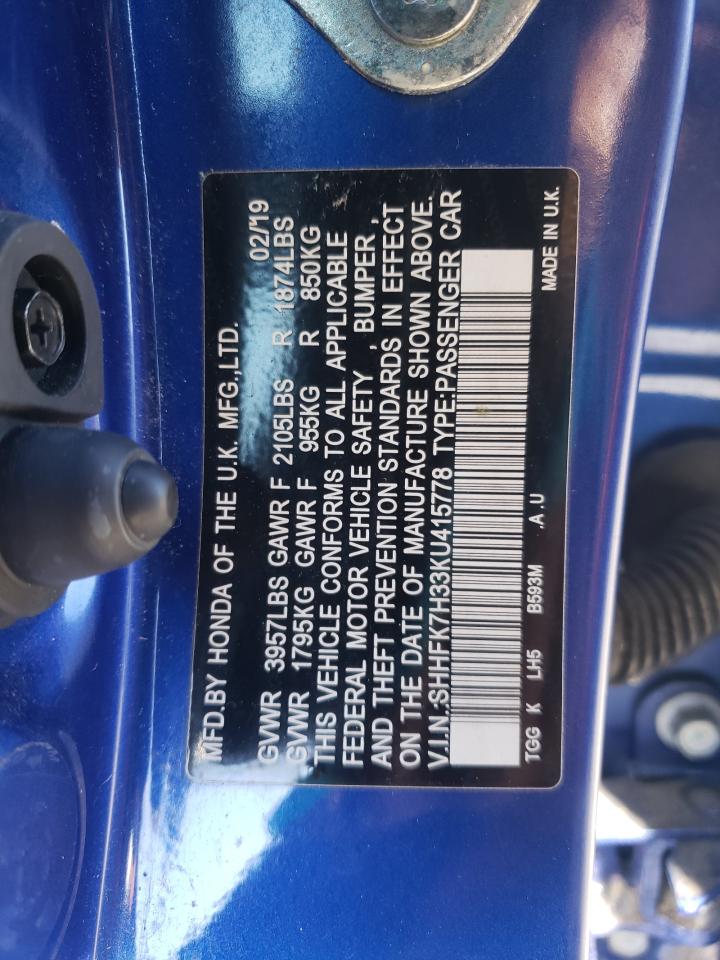 MFD.BY HONDA OF THE U.K. MFG.,LTD.
GVWR 3957LBS GAWR F 2105LBS R 1874LBS 02/'19
GVWR 1795KG GAWR F 955KG R 850KG
THIS VEHICLE CONFORMS TO ALL APPLICABLE
FEDERAL MOTOR VEHICLE SAFETY , BUMPER ,
AND THEFT PREVENTION STANDARDS IN EFFECT
ON THE DATE OF MANUFACTURE SHOWN ABOVE.
V.I.N.:SHHFK7H33KU415778 TYPE:PASSENGER CAR
TGG K LH5 B593M .A.U MADE IN U.K.